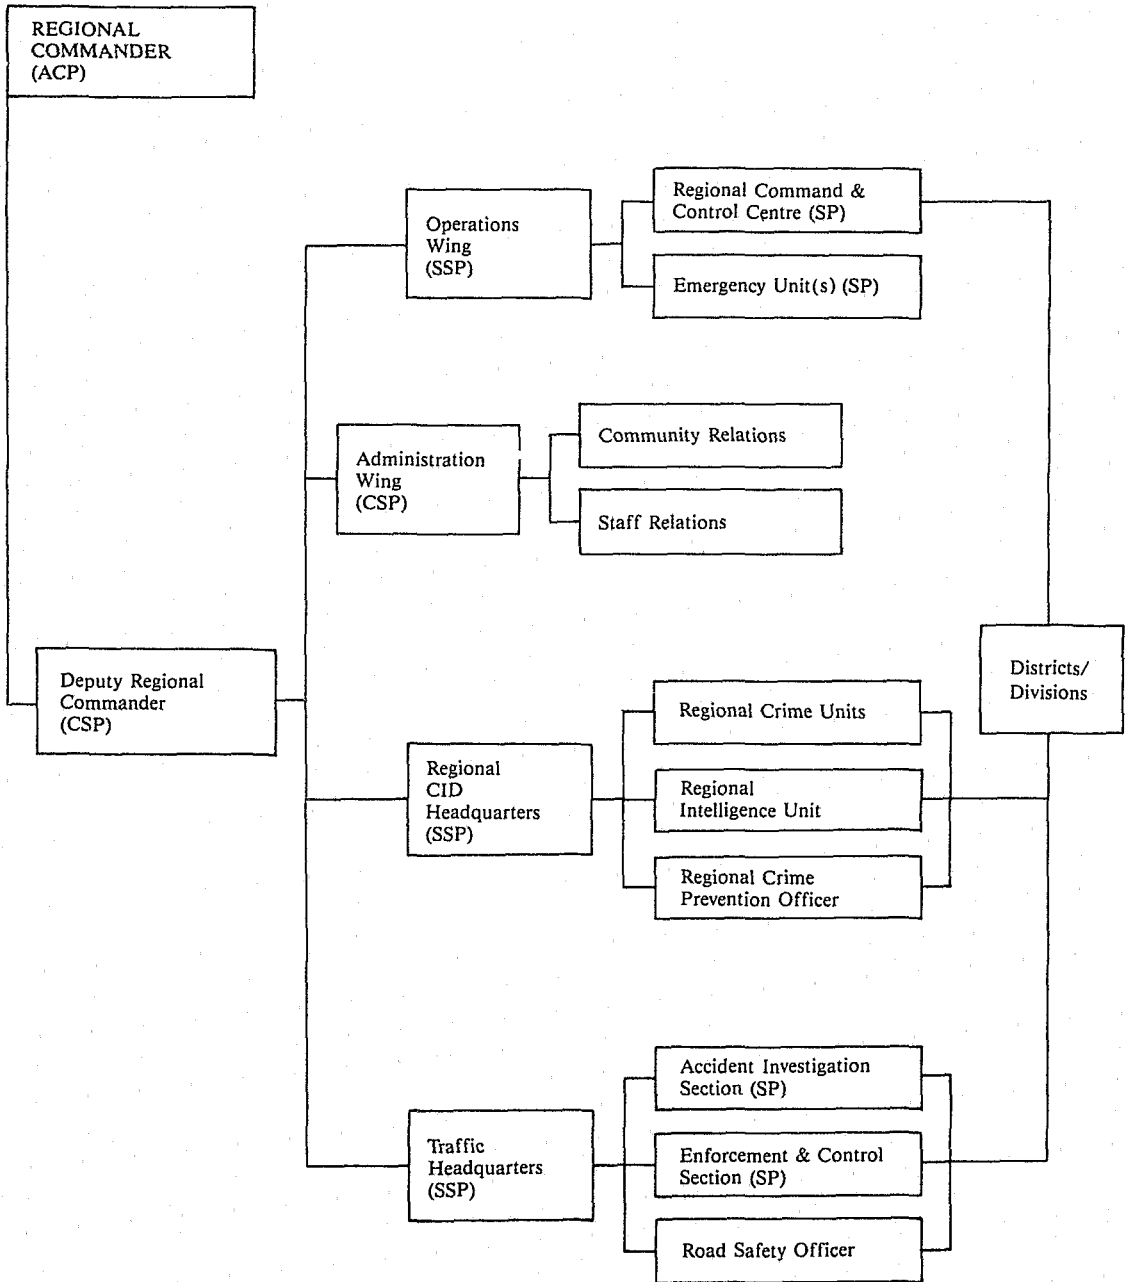 REGIONAL
COMMANDER
(ACP)
Operations
Wing
(SSP)
Regional Command &
Control Centre (SP)
Emergency Unit(s) (SP)
Administration
Wing
(CSP)
Community Relations
Staff Relations
Deputy Regional
Commander
(CSP)
Districts/
Divisions
Regional
CID
Headquarters
(SSP)
Regional Crime Units
Regional
Intelligence Unit
Regional Crime
Prevention Officer
Traffic
Headquarters
(SSP)
Accident Investigation
Section (SP)
Enforcement & Control
Section (SP)
Road Safety Officer